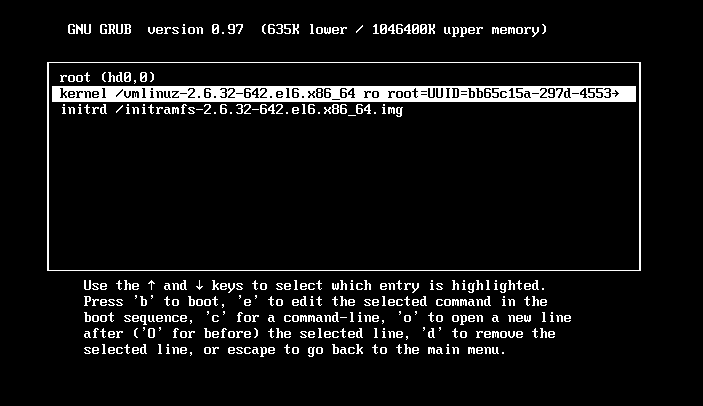 GNU GRUB  version 0.97  (635K lower / 1046400K upper memory)
root (hd0,0)
kernel /vmlinuz-2.6.32-642.el6.x86_64 ro root=UUID=bb65c15a-297d-4553→
initrd /initramfs-2.6.32-642.el6.x86_64.img
Use the ↑ and ↓ keys to select which entry is highlighted.
Press 'b' to boot, 'e' to edit the selected command in the
boot sequence, 'c' for a command-line, 'o' to open a new line
after ('O' for before) the selected line, 'd' to remove the
selected line, or escape to go back to the main menu.